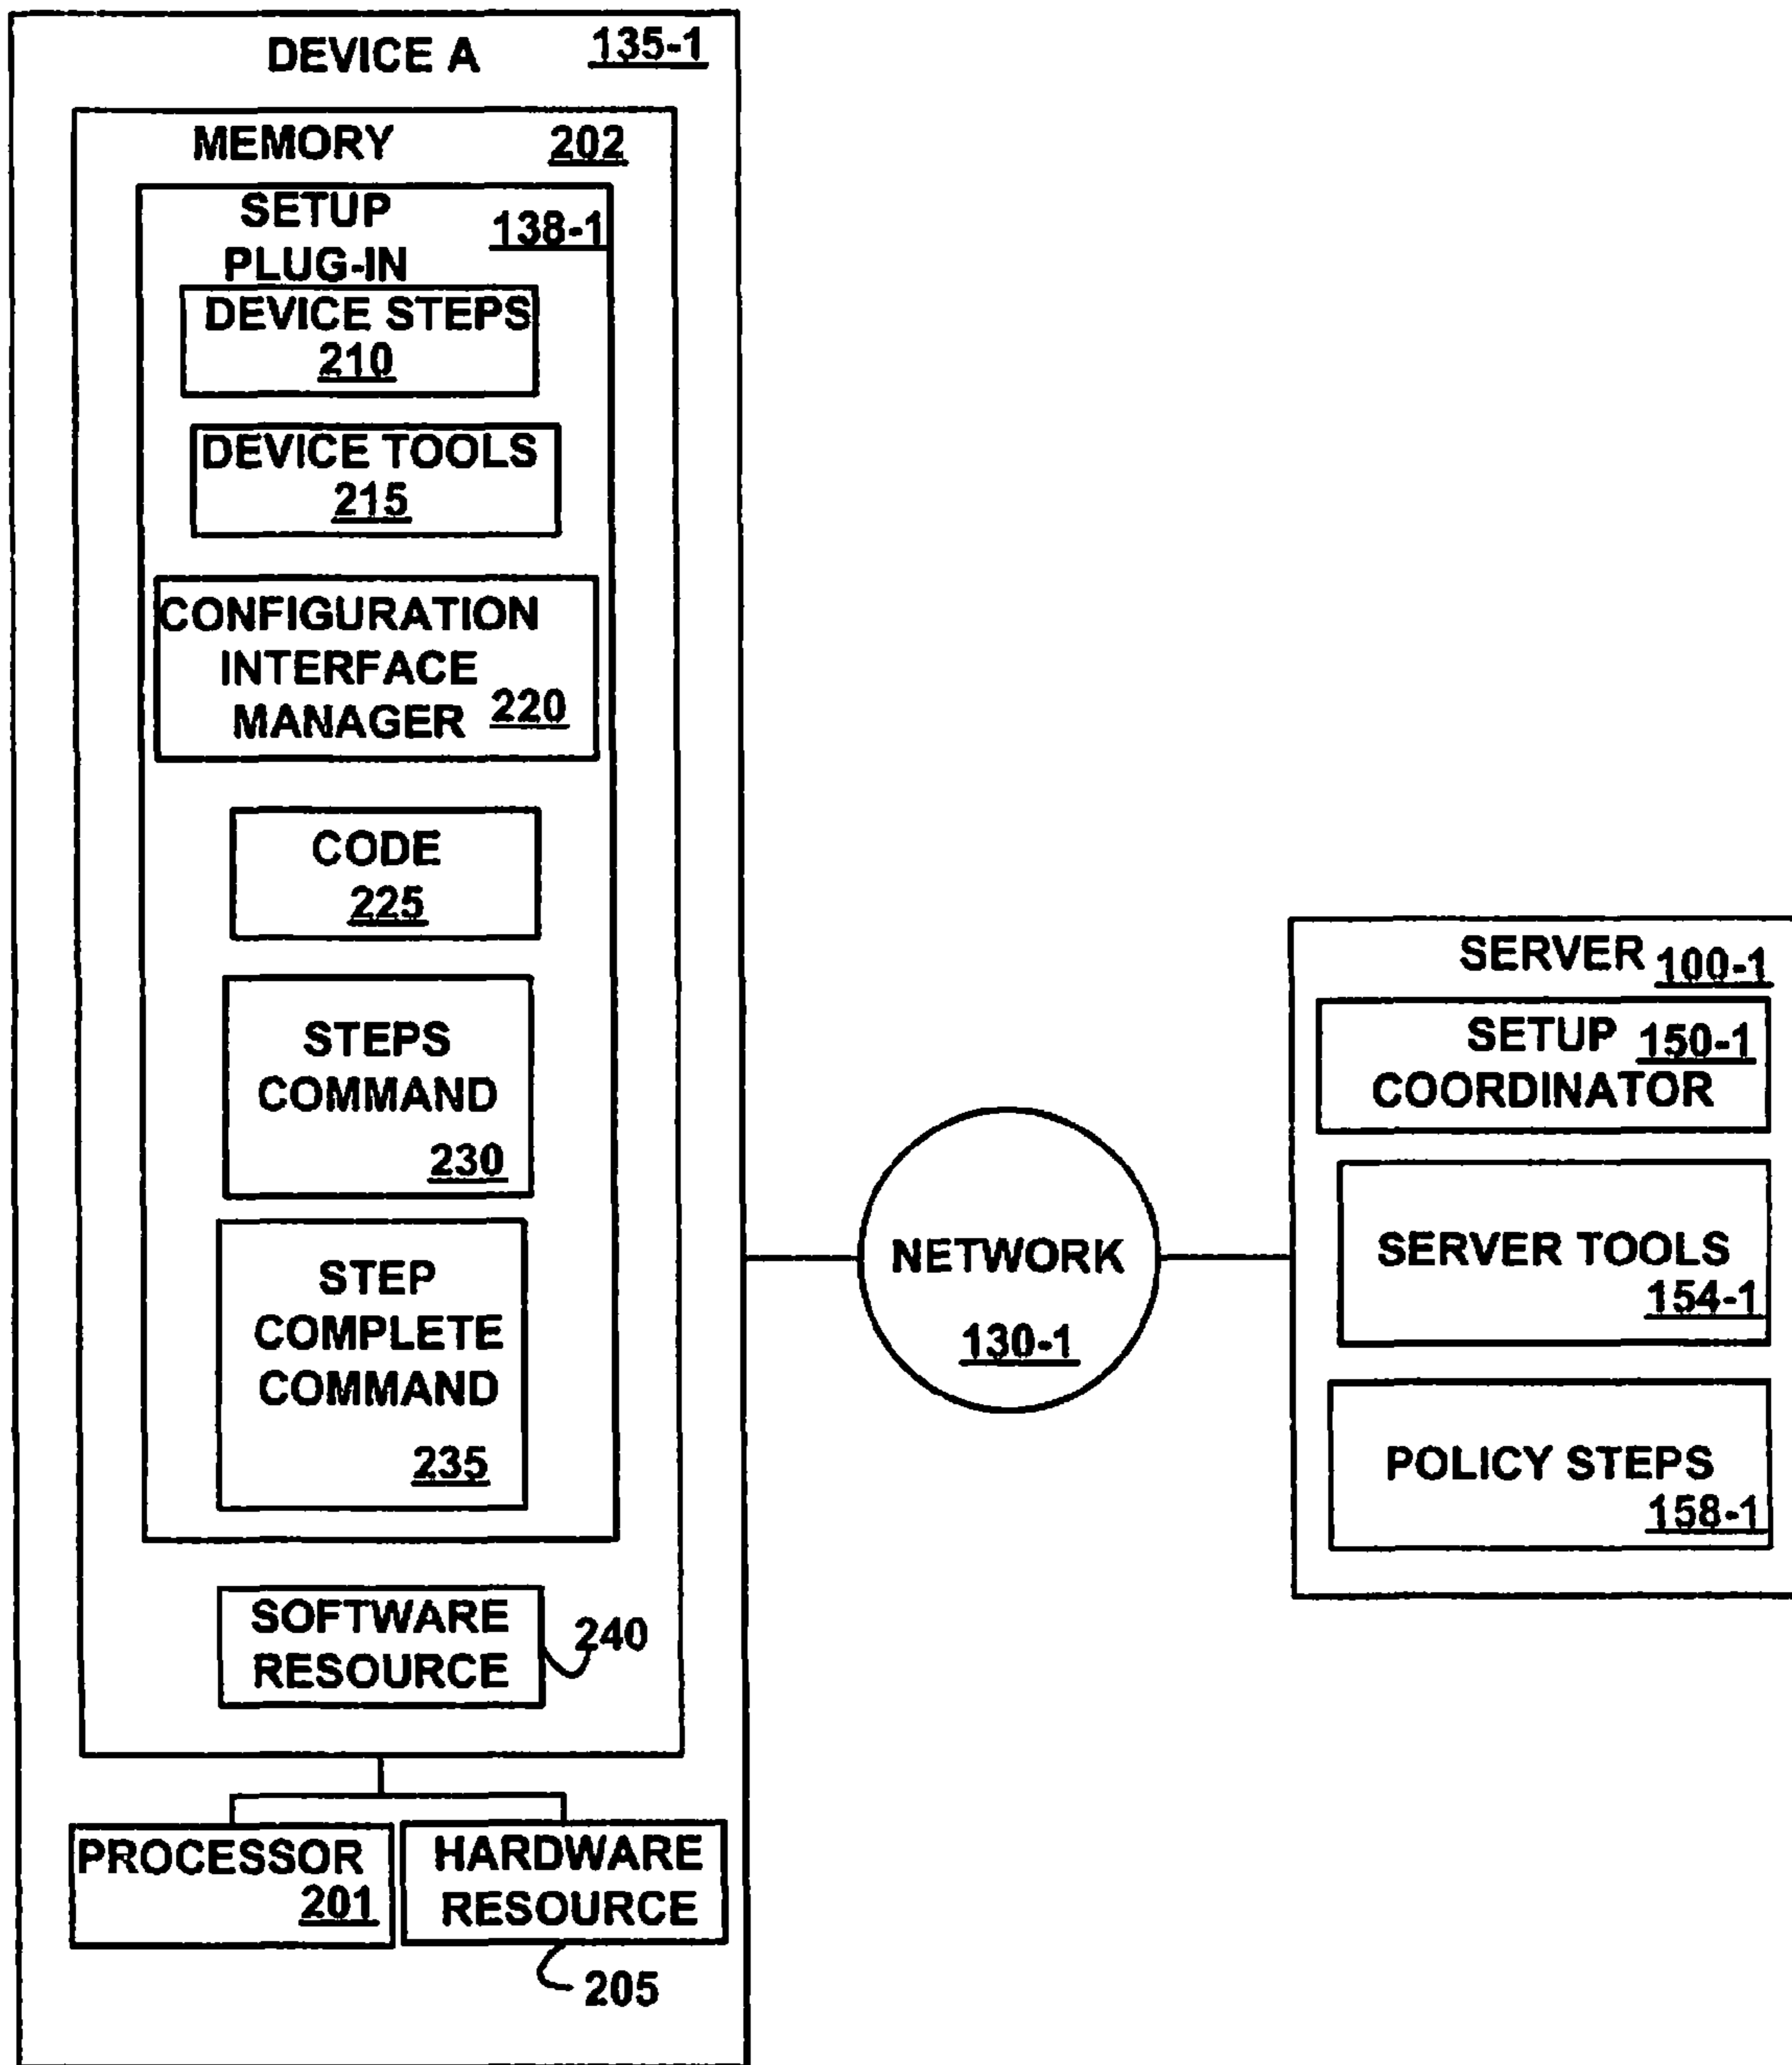 DEVICE A 135-1
MEMORY 202
SETUP 138-1
PLUG-IN
DEVICE STEPS
210
DEVICE TOOLS
215
CONFIGURATION
INTERFACE
MANAGER 220
CODE
225
STEPS
COMMAND
230
STEP
COMPLETE
COMMAND
235
SOFTWARE
RESOURCE
240
PROCESSOR
201
HARDWARE
RESOURCE
205
NETWORK
130-1
SERVER 100-1
SETUP 150-1
COORDINATOR
SERVER TOOLS
154-1
POLICY STEPS
158-1